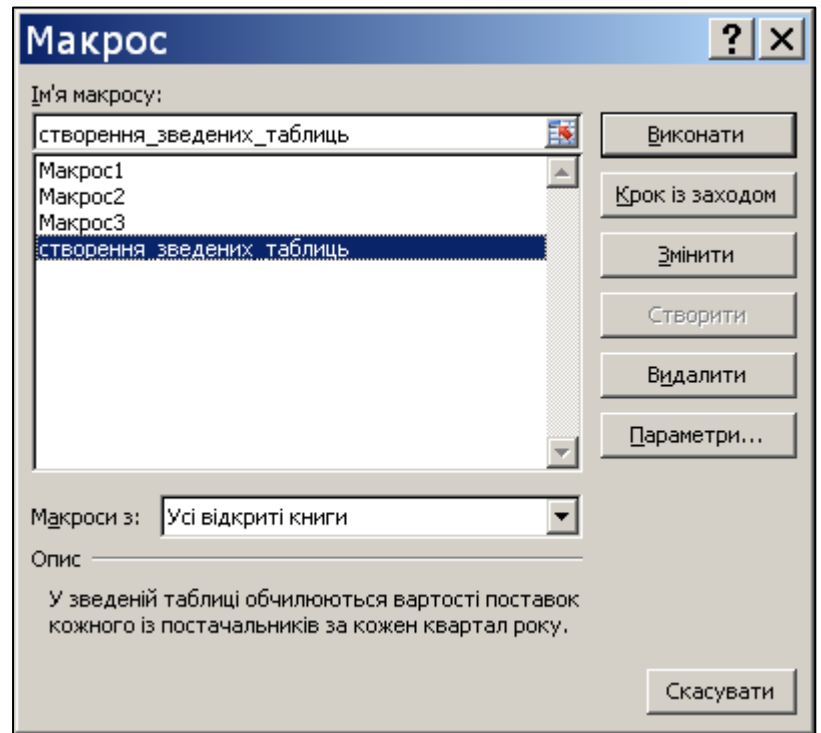 Макрос
Ім'я макросу:
створення_зведених_таблиць
Виконати
Макрос1
Макрос2
Макрос3
створення_зведених_таблиць
Крок із заходом
Змінити
Створити
Видалити
Параметри...
Макроси з: Усі відкриті книги
Опис
У зведеній таблиці обчилюються вартості поставок
кожного із постачальників за кожен квартал року.
Скасувати